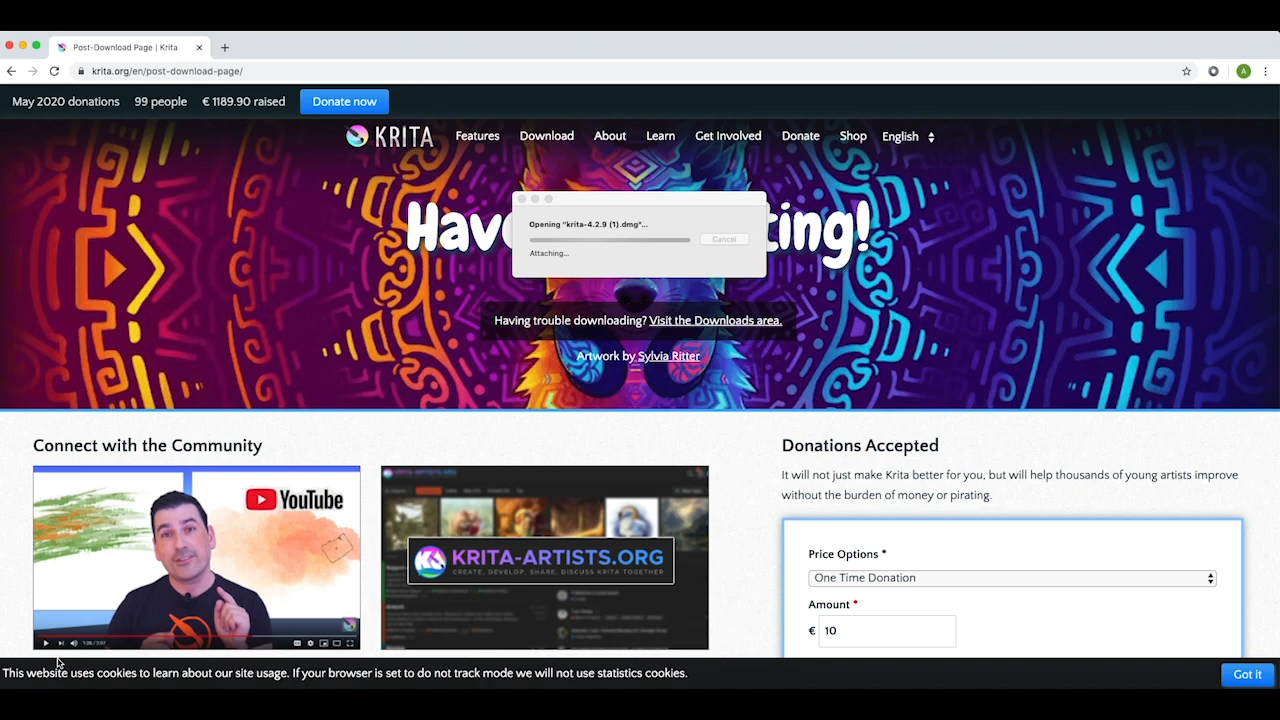 Post-Download Page | Krita
krita.org/en/post-download-page/
A
May 2020 donations 99 people € 1189.90 raised Donate now
KRITA Features Download About Learn Get Involved Donate Shop English
Opening "krita-4.2.9 (1).dmg"...
Cancel
Attaching...
Having trouble downloading? Visit the Downloads area.
Artwork by Sylvia Ritter
Connect with the Community
YouTube
KRITA-ARTISTS.ORG
KRITA-ARTISTS.ORG
CREATE, DEVELOP, SHARE, DISCUSS KRITA TOGETHER
Donations Accepted
It will not just make Krita better for you, but will help thousands of young artists improve
without the burden of money or pirating.
Price Options *
One Time Donation
Amount *
€ 10
This website uses cookies to learn about our site usage. If your browser is set to do not track mode we will not use statistics cookies.
Got it